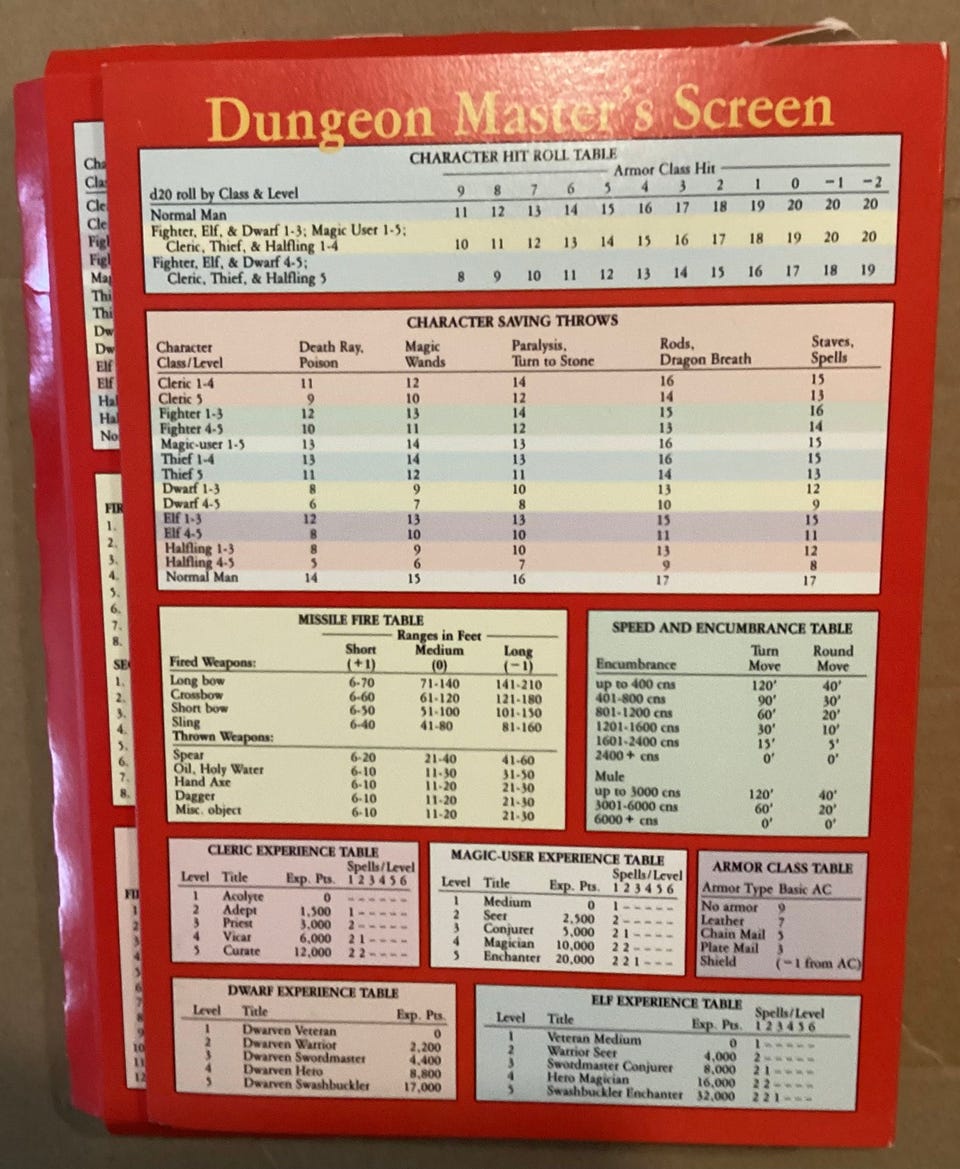 Dungeon Master's Screen
CHARACTER HIT ROLL TABLE
Armor Class Hit
d20 roll by Class & Level 9 8 7 6 5 4 3 2 1 0 -1 -2
Normal Man 11 12 13 14 15 16 17 18 19 20 20 20
Fighter, Elf, & Dwarf 1-3; Magic User 1-5;
Cleric, Thief, & Halfling 1-4 10 11 12 13 14 15 16 17 18 19 20 20
Fighter, Elf, & Dwarf 4-5;
Cleric, Thief, & Halfling 5 8 9 10 11 12 13 14 15 16 17 18 19
CHARACTER SAVING THROWS
Character Death Ray, Magic Paralysis, Rods, Staves,
Class/Level Poison Wands Turn to Stone Dragon Breath Spells
Cleric 1-4 11 12 14 16 15
Cleric 5 9 10 12 14 13
Fighter 1-3 12 13 14 15 16
Fighter 4-5 10 11 12 13 14
Magic-user 1-5 13 14 13 16 15
Thief 1-4 13 14 13 16 15
Thief 5 11 12 11 14 13
Dwarf 1-3 8 9 10 13 12
Dwarf 4-5 6 7 8 10 9
Elf 1-3 12 13 13 15 15
Elf 4-5 8 10 10 11 11
Halfling 1-3 8 9 10 13 12
Halfling 4-5 5 6 7 9 8
Normal Man 14 15 16 17 17
MISSILE FIRE TABLE
Ranges in Feet
Short Medium Long
Fired Weapons: (+1) (0) (-1)
Long bow 6-70 71-140 141-210
Crossbow 6-60 61-120 121-180
Short bow 6-50 51-100 101-150
Sling 6-40 41-80 81-160
Thrown Weapons:
Spear 6-20 21-40 41-60
Oil, Holy Water 6-10 11-30 31-50
Hand Axe 6-10 11-20 21-30
Dagger 6-10 11-20 21-30
Misc. object 6-10 11-20 21-30
SPEED AND ENCUMBRANCE TABLE
Turn Round
Encumbrance Move Move
up to 400 cns 120' 40'
401-800 cns 90' 30'
801-1200 cns 60' 20'
1201-1600 cns 30' 10'
1601-2400 cns 15' 5'
2400+ cns 0' 0'
Mule
up to 3000 cns 120' 40'
3001-6000 cns 60' 20'
6000+ cns 0' 0'
CLERIC EXPERIENCE TABLE
Spells/Level
Level Title Exp. Pts. 1 2 3 4 5 6
1 Acolyte 0 - - - - - -
2 Adept 1,500 1 - - - - -
3 Priest 3,000 2 - - - - -
4 Vicar 6,000 2 1 - - - -
5 Curate 12,000 2 2 - - - -
MAGIC-USER EXPERIENCE TABLE
Spells/Level
Level Title Exp. Pts. 1 2 3 4 5 6
1 Medium 0 1 - - - - -
2 Seer 2,500 2 - - - - -
3 Conjurer 5,000 2 1 - - - -
4 Magician 10,000 2 2 - - - -
5 Enchanter 20,000 2 2 1 - - -
ARMOR CLASS TABLE
Armor Type Basic AC
No armor 9
Leather 7
Chain Mail 5
Plate Mail 3
Shield (-1 from AC)
DWARF EXPERIENCE TABLE
Level Title Exp. Pts.
1 Dwarven Veteran 0
2 Dwarven Warrior 2,200
3 Dwarven Swordmaster 4,400
4 Dwarven Hero 8,800
5 Dwarven Swashbuckler 17,000
ELF EXPERIENCE TABLE
Spells/Level
Level Title Exp. Pts. 1 2 3 4 5 6
1 Veteran Medium 0 1 - - - - -
2 Warrior Seer 4,000 2 - - - - -
3 Swordmaster Conjurer 8,000 2 1 - - - -
4 Hero Magician 16,000 2 2 - - - -
5 Swashbuckler Enchanter 32,000 2 2 1 - - -